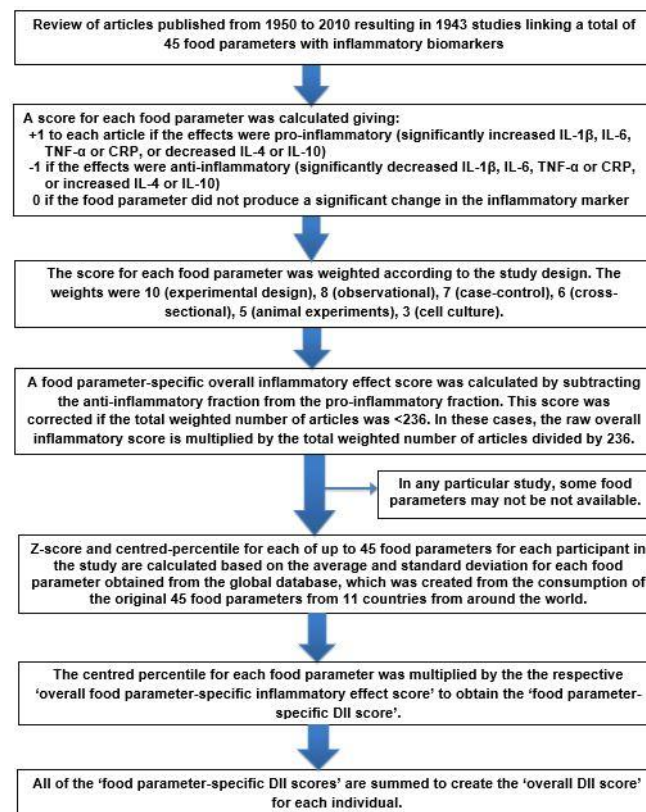 Review of articles published from 1950 to 2010 resulting in 1943 studies linking a total of
45 food parameters with inflammatory biomarkers
A score for each food parameter was calculated giving:
+1 to each article if the effects were pro-inflammatory (significantly increased IL-1β, IL-6,
TNF-α or CRP, or decreased IL-4 or IL-10)
-1 if the effects were anti-inflammatory (significantly decreased IL-1β, IL-6, TNF-α or CRP,
or increased IL-4 or IL-10)
0 if the food parameter did not produce a significant change in the inflammatory marker
The score for each food parameter was weighted according to the study design. The
weights were 10 (experimental design), 8 (observational), 7 (case-control), 6 (cross-
sectional), 5 (animal experiments), 3 (cell culture).
A food parameter-specific overall inflammatory effect score was calculated by subtracting
the anti-inflammatory fraction from the pro-inflammatory fraction. This score was
corrected if the total weighted number of articles was <236. In these cases, the raw overall
inflammatory score is multiplied by the total weighted number of articles divided by 236.
In any particular study, some food
parameters may not be not available.
Z-score and centred-percentile for each of up to 45 food parameters for each participant in
the study are calculated based on the average and standard deviation for each food
parameter obtained from the global database, which was created from the consumption of
the original 45 food parameters from 11 countries from around the world.
The centred percentile for each food parameter was multiplied by the the respective
‘overall food parameter-specific inflammatory effect score’ to obtain the ‘food parameter-
specific DII score’.
All of the ‘food parameter-specific DII scores’ are summed to create the ‘overall DII score’
for each individual.